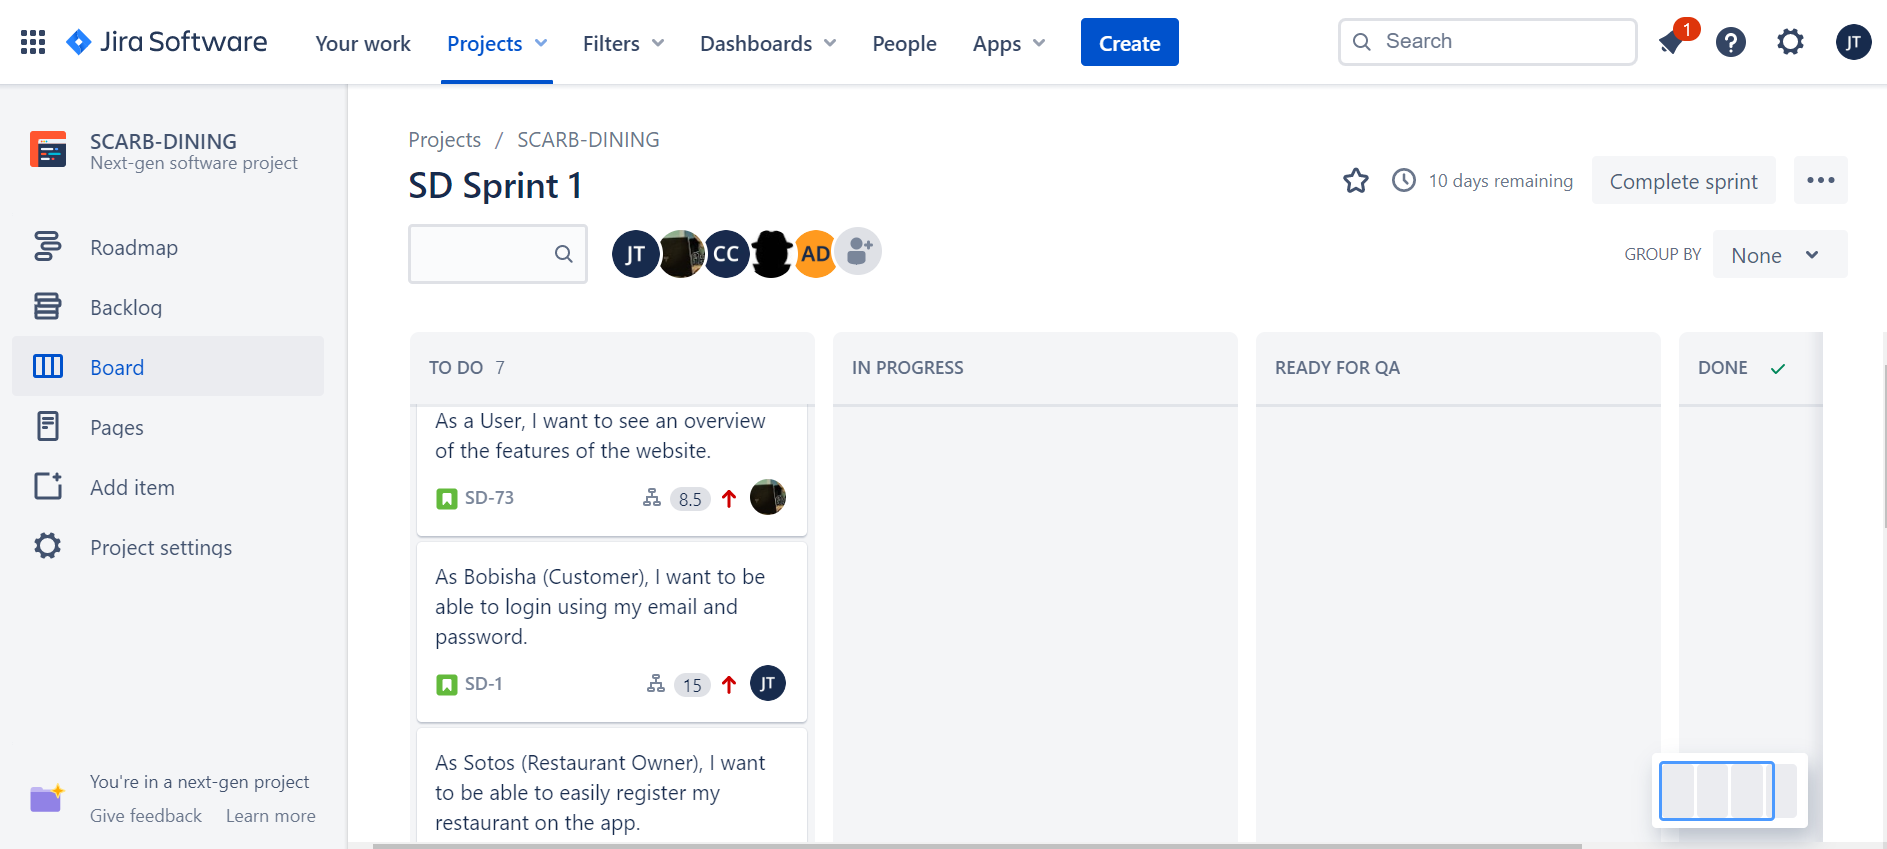 Jira Software
Your work
Projects
Filters
Dashboards
People
Apps
Create
Search
1
JT
SCARB-DINING
Next-gen software project
Roadmap
Backlog
Board
Pages
Add item
Project settings
You're in a next-gen project
Give feedback
Learn more
Projects / SCARB-DINING
SD Sprint 1
10 days remaining
Complete sprint
JT
CC
AD
GROUP BY
None
TO DO 7
IN PROGRESS
READY FOR QA
DONE
As a User, I want to see an overview
of the features of the website.
SD-73
8.5
As Bobisha (Customer), I want to be
able to login using my email and
password.
SD-1
15
JT
As Sotos (Restaurant Owner), I want
to be able to easily register my
restaurant on the app.